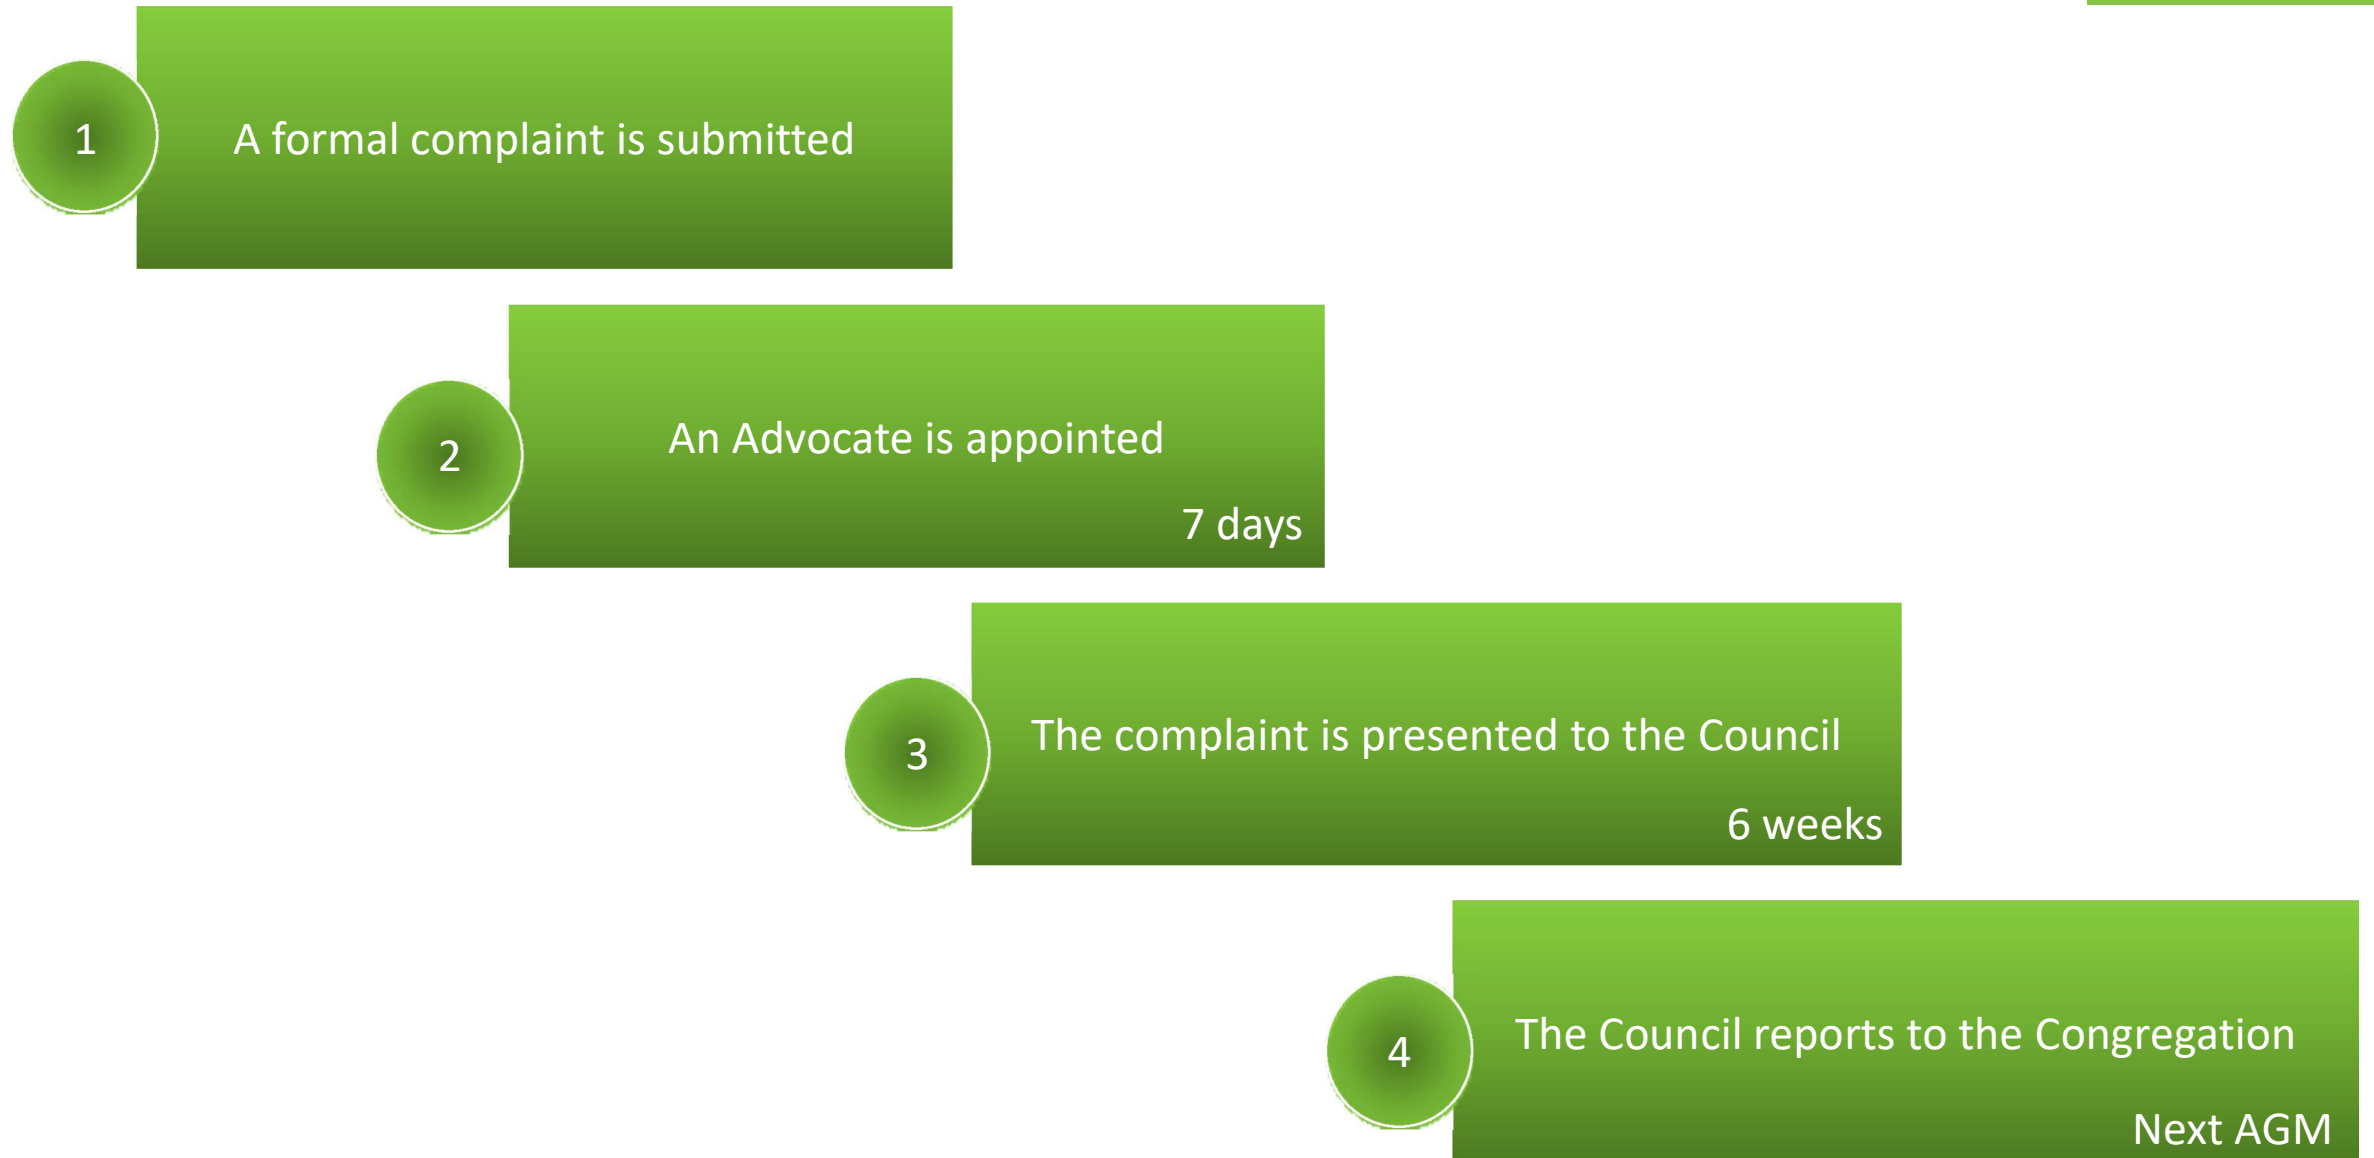 1
A formal complaint is submitted
2
An Advocate is appointed
7 days
3
The complaint is presented to the Council
6 weeks
4
The Council reports to the Congregation
Next AGM